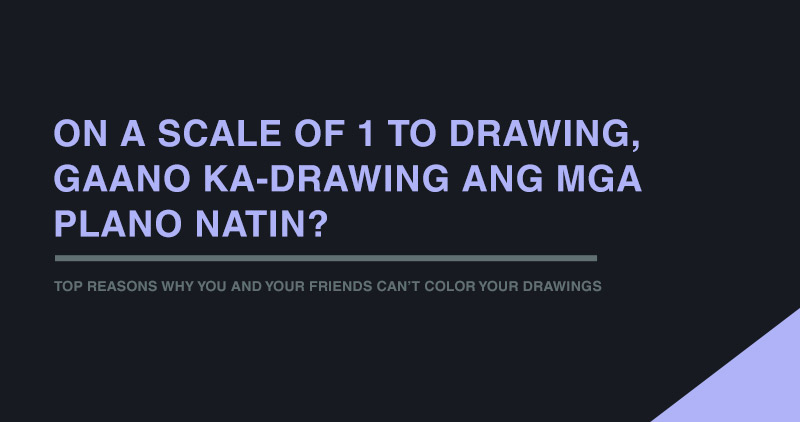 ON A SCALE OF 1 TO DRAWING,
GAANO KA-DRAWING ANG MGA
PLANO NATIN?
TOP REASONS WHY YOU AND YOUR FRIENDS CAN'T COLOR YOUR DRAWINGS